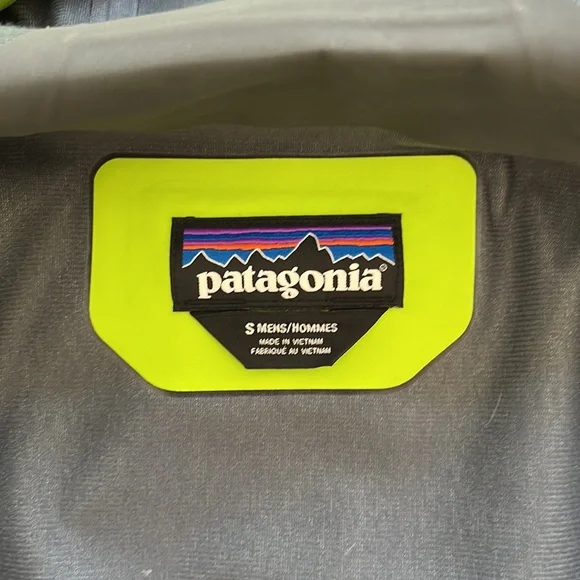 patagonia®
S MENS/HOMMES
MADE IN VIETNAM
FABRIQUÉ AU VIETNAM